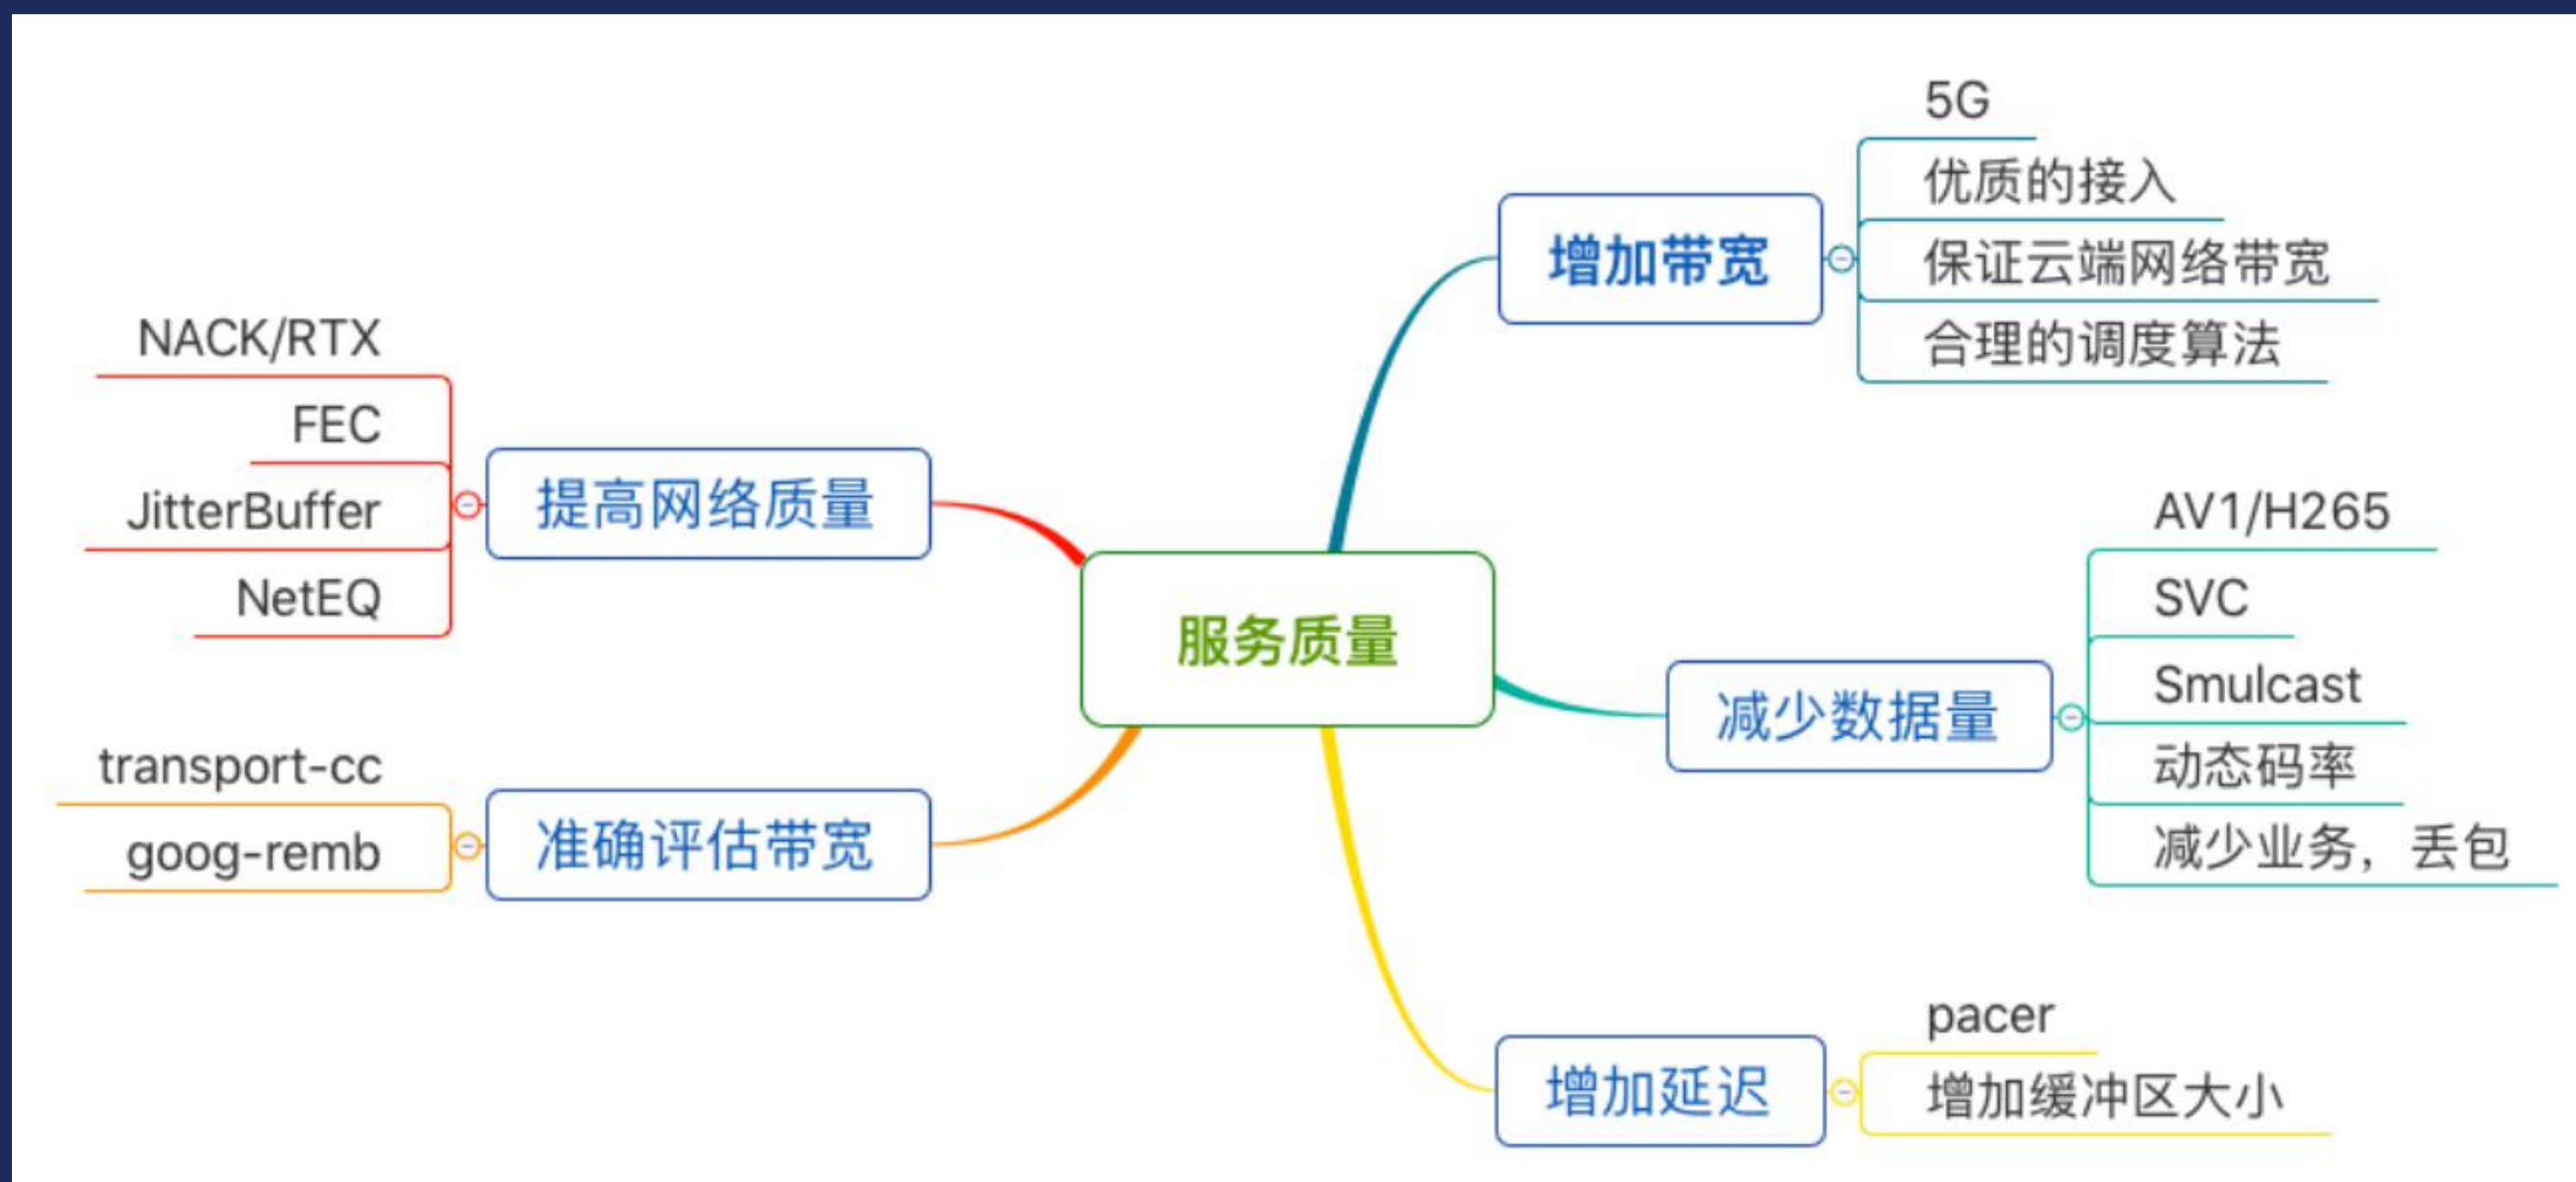 服务质量
增加带宽
5G
优质的接入
保证云端网络带宽
合理的调度算法
减少数据量
AV1/H265
SVC
Smulcast
动态码率
减少业务，丢包
增加延迟
pacer
增加缓冲区大小
提高网络质量
NACK/RTX
FEC
JitterBuffer
NetEQ
准确评估带宽
transport-cc
goog-remb